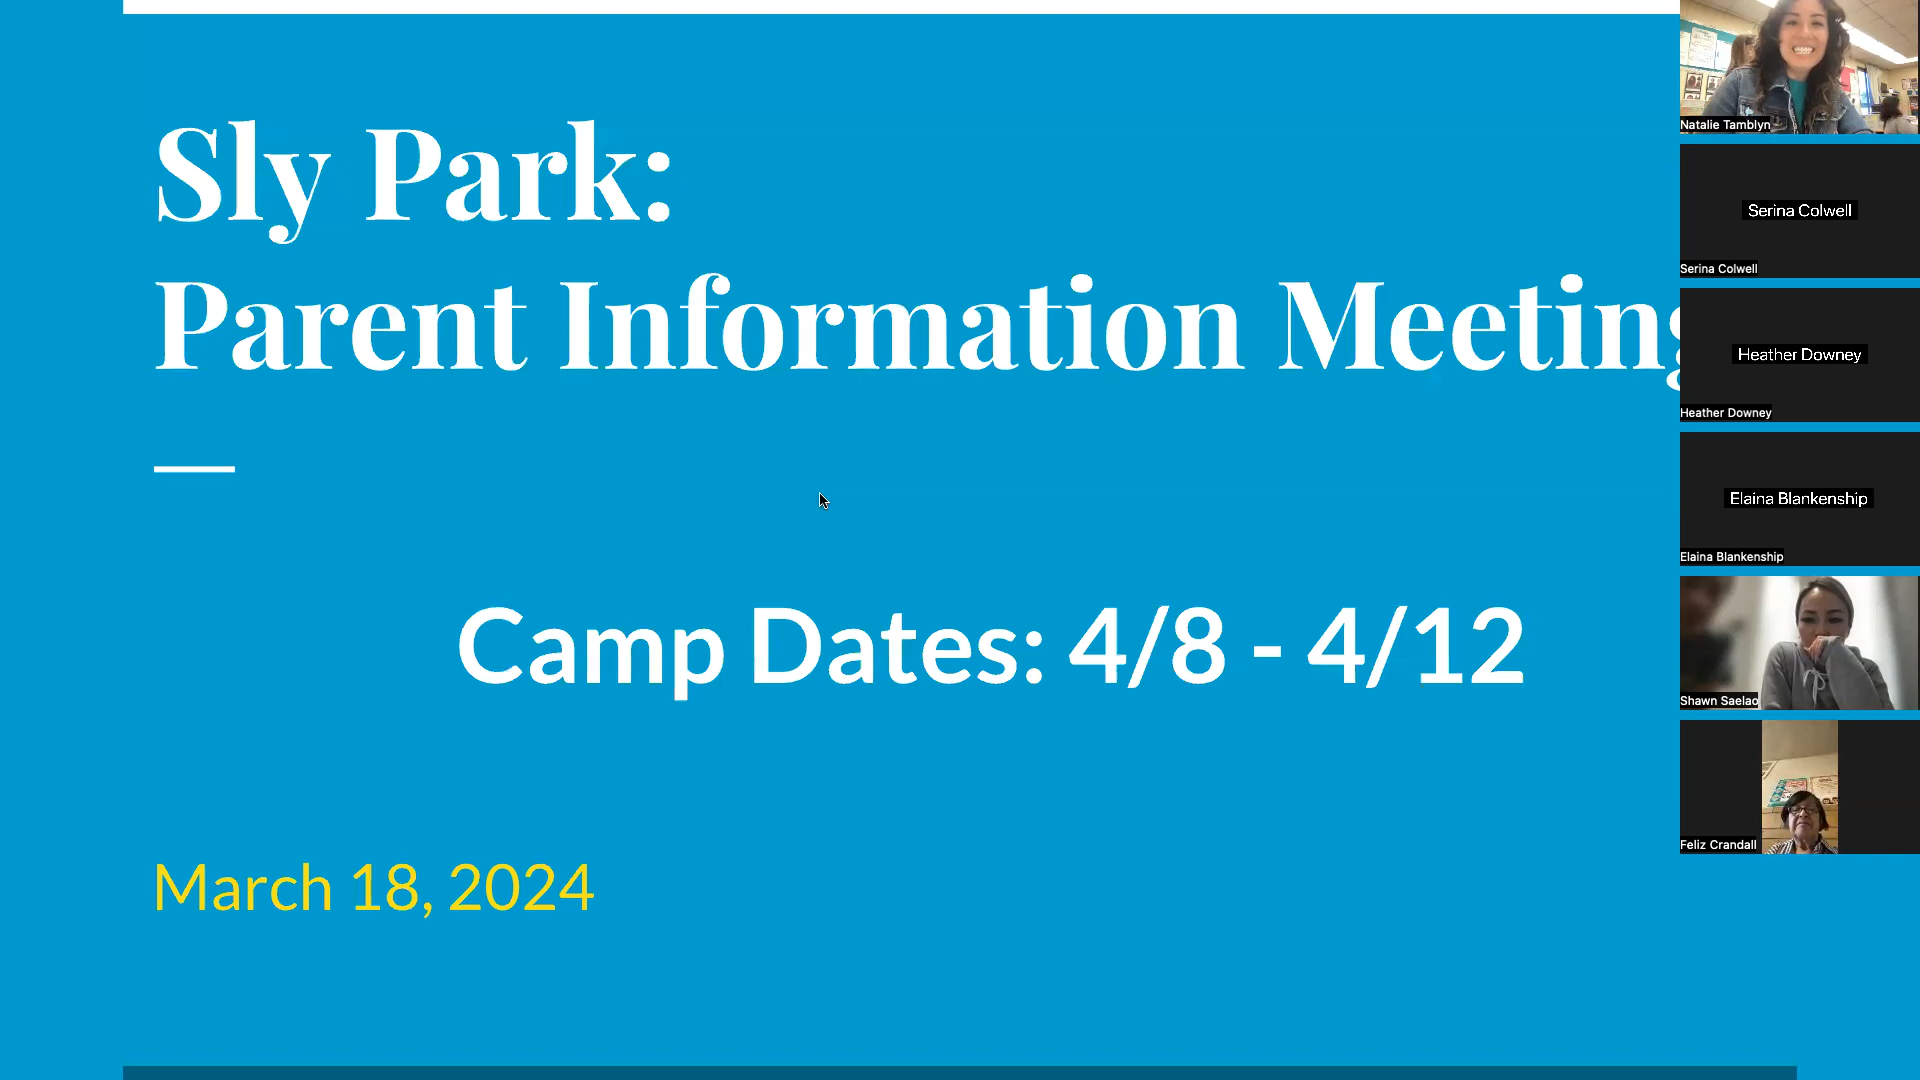 Sly Park:
Parent Information Meeting
Camp Dates: 4/8 - 4/12
March 18, 2024
Natalie Tamblyn
Serina Colwell
Serina Colwell
Heather Downey
Heather Downey
Elaina Blankenship
Elaina Blankenship
Shawn Saelao
Feliz Crandall